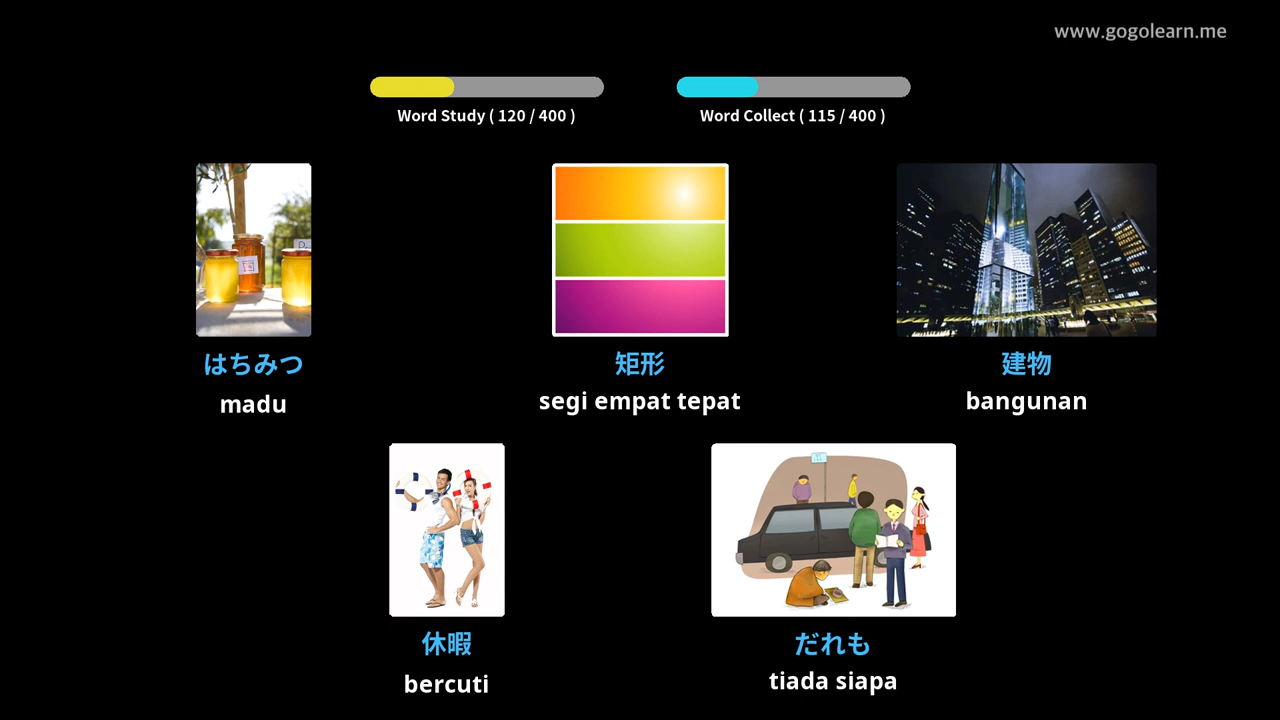 www.gogolearn.me
Word Study ( 120 / 400 )
Word Collect ( 115 / 400 )
はちみつ
madu
矩形
segi empat tepat
建物
bangunan
休暇
bercuti
だれも
tiada siapa